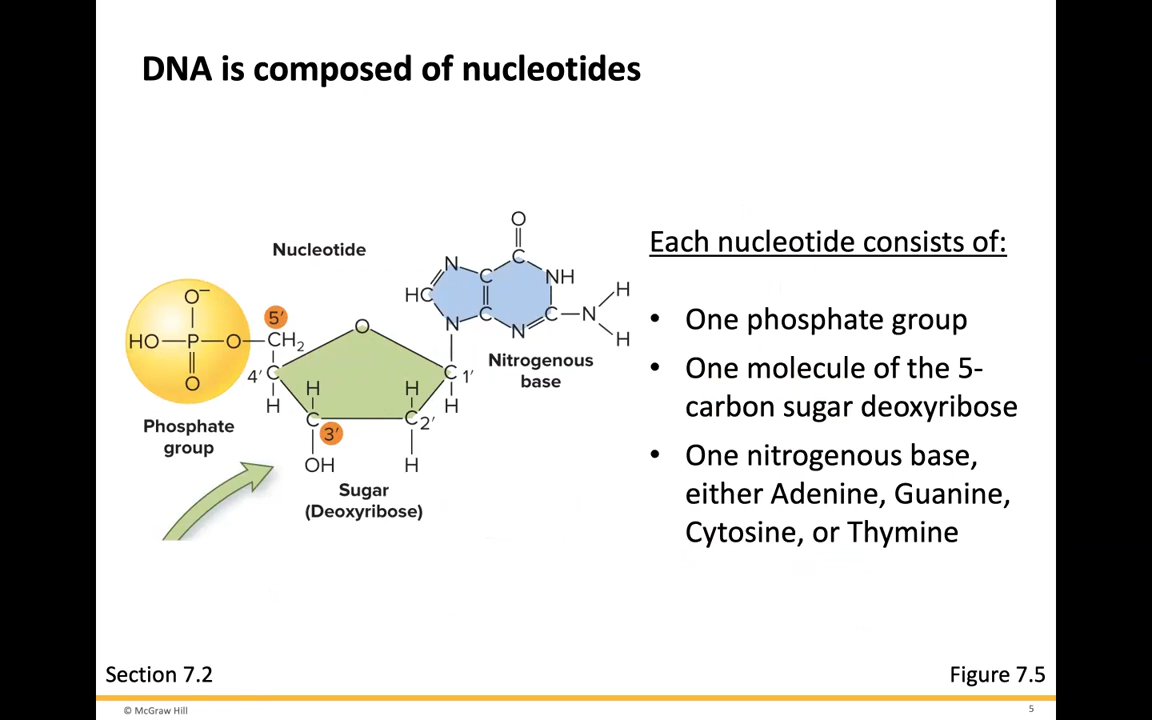 DNA is composed of nucleotides
Nucleotide
O⁻
HO—P—O—CH₂
O
5′
4′ C
H
H
C
3′
OH
H
C 2′
H
O
C 1′
H
Phosphate
group
Sugar
(Deoxyribose)
O
C
N
C
NH
HC
N
C
N
C—N
H
H
Nitrogenous
base
Each nucleotide consists of:
• One phosphate group
• One molecule of the 5-
carbon sugar deoxyribose
• One nitrogenous base,
either Adenine, Guanine,
Cytosine, or Thymine
Section 7.2
Figure 7.5
© McGraw Hill
5